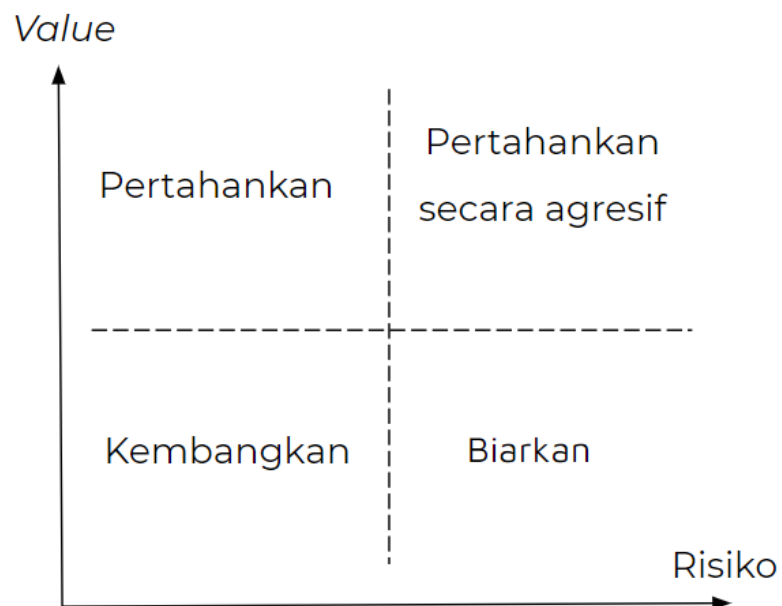 Value
Pertahankan
Pertahankan
secara agresif
Kembangkan
Biarkan
Risiko